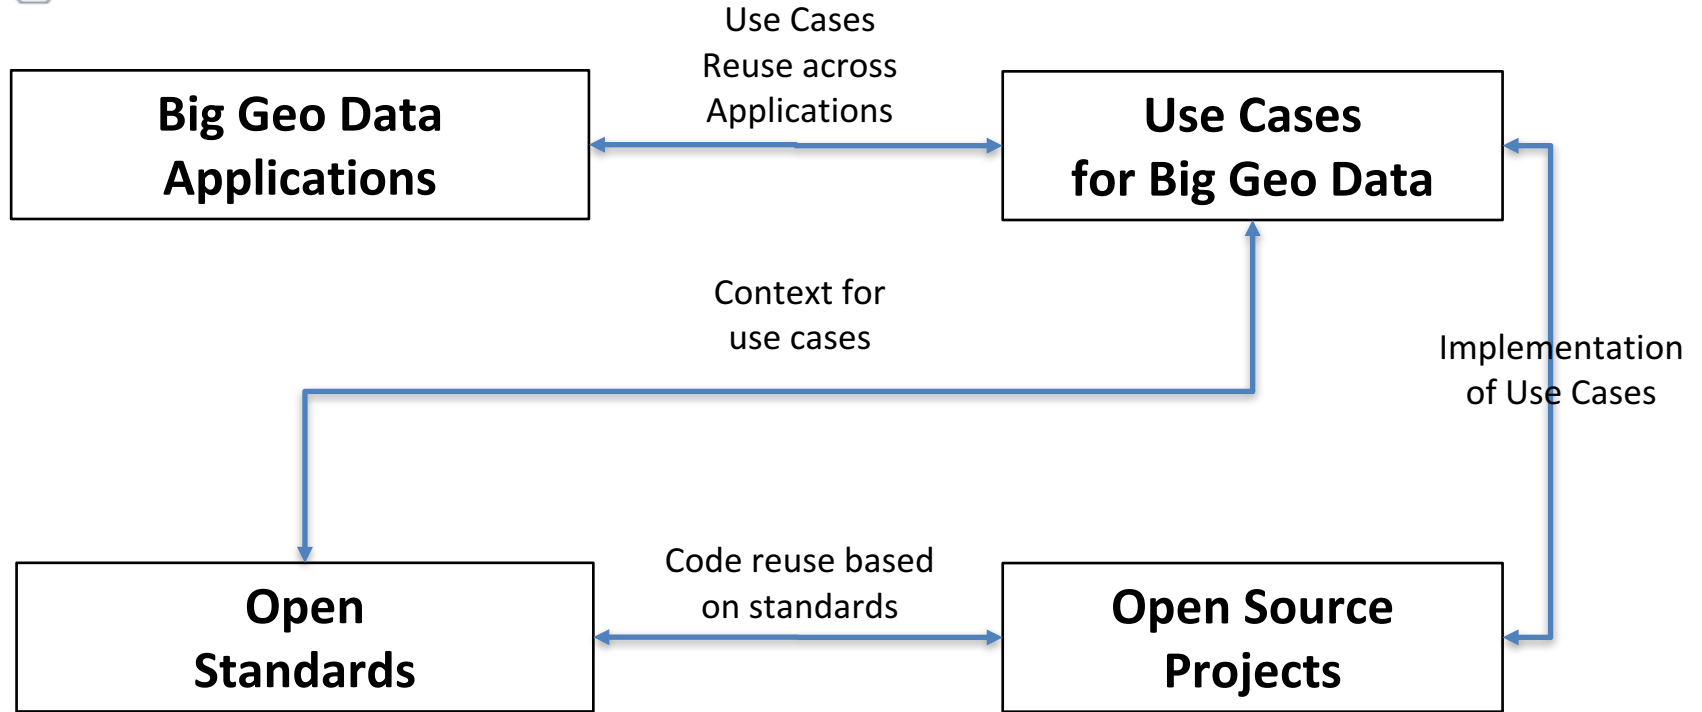 Use Cases
Reuse across
Applications
Big Geo Data
Applications
Use Cases
for Big Geo Data
Context for
use cases
Implementation
of Use Cases
Code reuse based
on standards
Open
Standards
Open Source
Projects